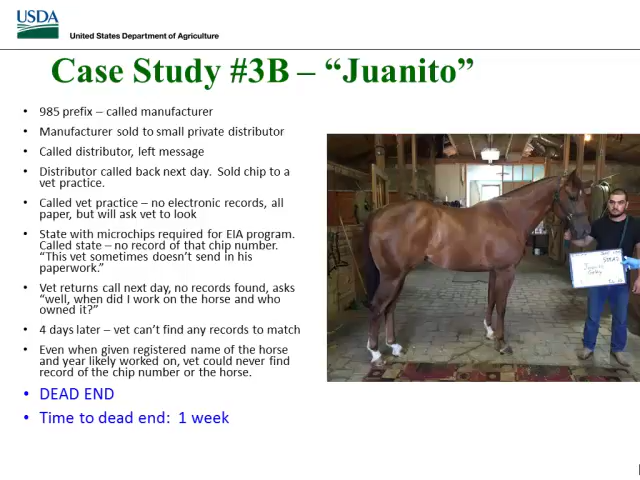 USDA
United States Department of Agriculture
Case Study #3B – “Juanito”
• 985 prefix – called manufacturer
• Manufacturer sold to small private distributor
• Called distributor, left message
• Distributor called back next day.  Sold chip to a
vet practice.
• Called vet practice – no electronic records, all
paper, but will ask vet to look
• State with microchips required for EIA program.
Called state – no record of that chip number.
“This vet sometimes doesn’t send in his
paperwork.”
• Vet returns call next day, no records found, asks
“well, when did I work on the horse and who
owned it?”
• 4 days later – vet can’t find any records to match
• Even when given registered name of the horse
and year likely worked on, vet could never find
record of the chip number or the horse.
• DEAD END
• Time to dead end:  1 week
Juanito